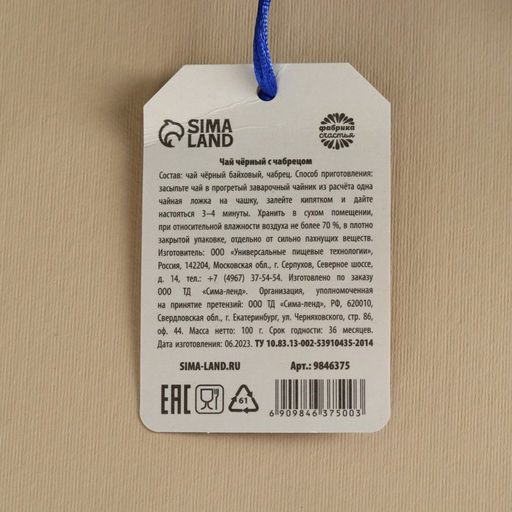 SIMA
LAND
фабрика
счастья
Чай чёрный с чабрецом
Состав: чай чёрный байховый, чабрец. Способ приготовления:
засыпьте чай в прогретый заварочный чайник из расчёта одна
чайная ложка на чашку, залейте кипятком и дайте
настояться 3–4 минуты. Хранить в сухом помещении,
при относительной влажности воздуха не более 70 %, в плотно
закрытой упаковке, отдельно от сильно пахнущих веществ.
Изготовитель: ООО «Универсальные пищевые технологии»,
Россия, 142204, Московская обл., г. Серпухов, Северное шоссе,
д. 14, тел.: +7 (4967) 37-54-54. Изготовлено по заказу
ООО ТД «Сима-ленд». Организация, уполномоченная
на принятие претензий: ООО ТД «Сима-ленд», РФ, 620010,
Свердловская обл., г. Екатеринбург, ул. Черняховского, стр. 86,
оф. 44. Масса нетто: 100 г. Срок годности: 36 месяцев.
Дата изготовления: 06.2023. ТУ 10.83.13-002-53910435-2014
SIMA-LAND.RU Арт.: 9846375
EAC 61 6 909846 375003